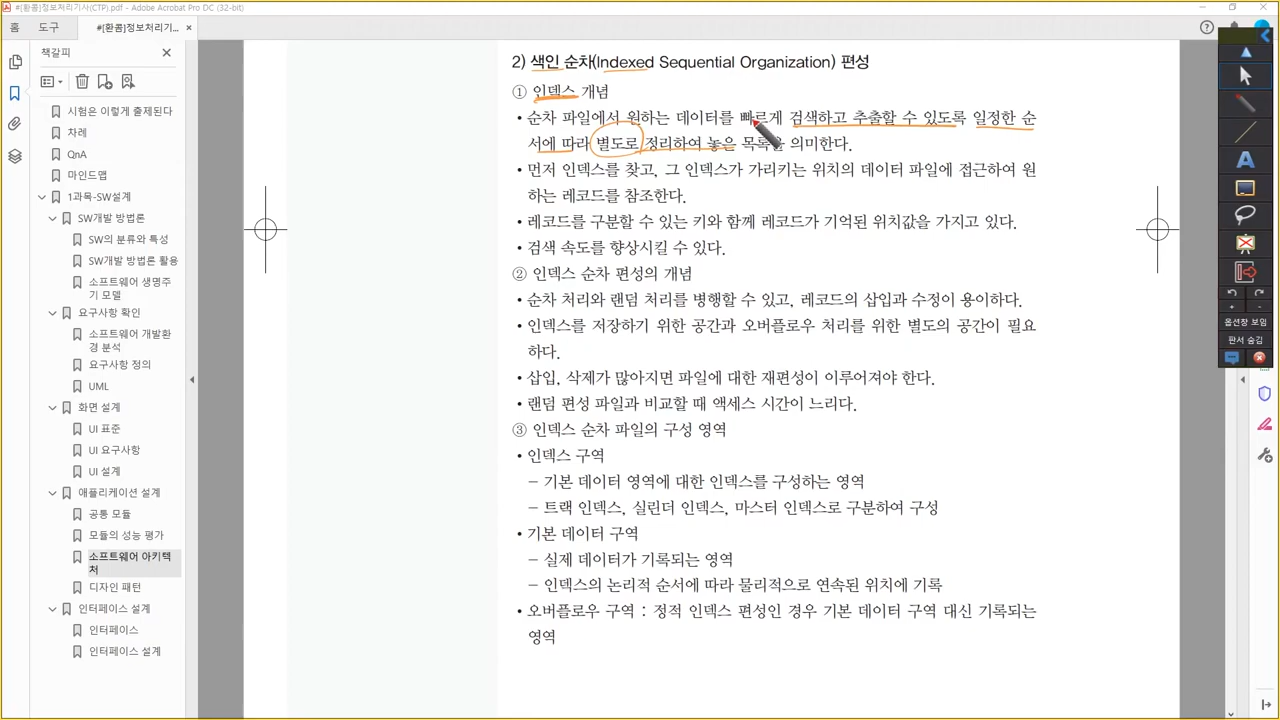 #[환콤]정보처리기사(CTP).pdf - Adobe Acrobat Pro DC (32-bit)
홈
도구
#[환콤]정보처리기...
책갈피
시험은 이렇게 출제된다
차례
QnA
마인드맵
1과목-SW설계
SW개발 방법론
SW의 분류와 특성
SW개발 방법론 활용
소프트웨어 생명주
기 모델
요구사항 확인
소프트웨어 개발환
경 분석
요구사항 정의
UML
화면 설계
UI 표준
UI 요구사항
UI 설계
애플리케이션 설계
공통 모듈
모듈의 성능 평가
소프트웨어 아키텍
처
디자인 패턴
인터페이스 설계
인터페이스
인터페이스 설계
2) 색인 순차(Indexed Sequential Organization) 편성
① 인덱스 개념
• 순차 파일에서 원하는 데이터를 빠르게 검색하고 추출할 수 있도록 일정한 순
서에 따라 별도로 정리하여 놓은 목록을 의미한다.
• 먼저 인덱스를 찾고, 그 인덱스가 가리키는 위치의 데이터 파일에 접근하여 원
하는 레코드를 참조한다.
• 레코드를 구분할 수 있는 키와 함께 레코드가 기억된 위치값을 가지고 있다.
• 검색 속도를 향상시킬 수 있다.
② 인덱스 순차 편성의 개념
• 순차 처리와 랜덤 처리를 병행할 수 있고, 레코드의 삽입과 수정이 용이하다.
• 인덱스를 저장하기 위한 공간과 오버플로우 처리를 위한 별도의 공간이 필요
하다.
• 삽입, 삭제가 많아지면 파일에 대한 재편성이 이루어져야 한다.
• 랜덤 편성 파일과 비교할 때 액세스 시간이 느리다.
③ 인덱스 순차 파일의 구성 영역
• 인덱스 구역
– 기본 데이터 영역에 대한 인덱스를 구성하는 영역
– 트랙 인덱스, 실린더 인덱스, 마스터 인덱스로 구분하여 구성
• 기본 데이터 구역
– 실제 데이터가 기록되는 영역
– 인덱스의 논리적 순서에 따라 물리적으로 연속된 위치에 기록
• 오버플로우 구역 : 정적 인덱스 편성인 경우 기본 데이터 구역 대신 기록되는
영역
A
옵션창 보임
판서 숨김